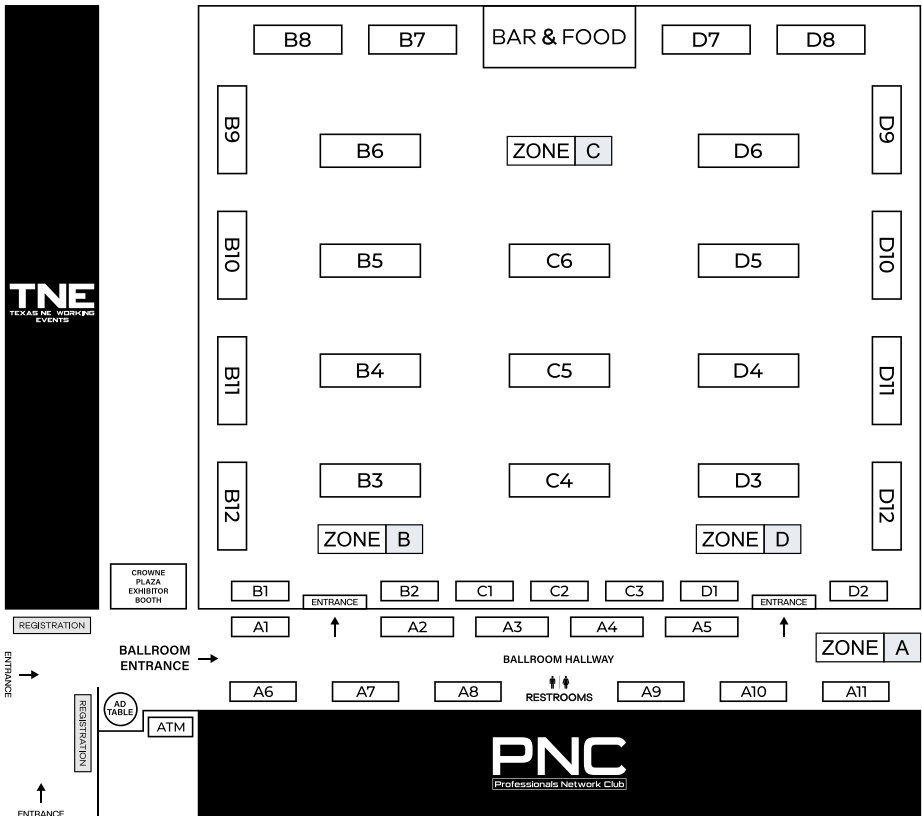 B8
B7
BAR & FOOD
D7
D8
B9
D9
B6
ZONE C
D6
B10
B5
C6
D5
D10
TNE
TEXAS NE WORKING
EVENTS
B11
B4
C5
D4
D11
B12
B3
C4
D3
D12
ZONE B
ZONE D
CROWNE
PLAZA
EXHIBITOR
BOOTH
B1
B2
C1
C2
C3
D1
D2
ENTRANCE
ENTRANCE
REGISTRATION
A1
A2
A3
A4
A5
ZONE A
BALLROOM
ENTRANCE
BALLROOM HALLWAY
ENTRANCE
A6
A7
A8
RESTROOMS
A9
A10
A11
AD
TABLE
REGISTRATION
ATM
PNC
Professionals Network Club
ENTRANCE